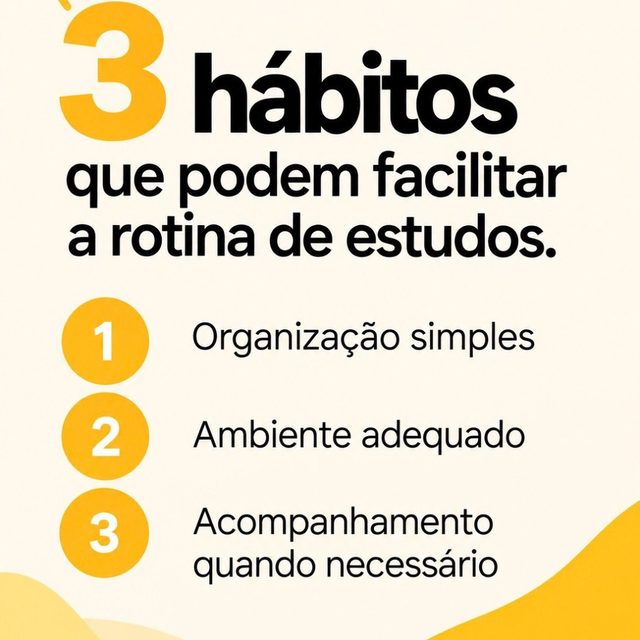 3 hábitos
que podem facilitar
a rotina de estudos.
1 Organização simples
2 Ambiente adequado
3 Acompanhamento
quando necessário